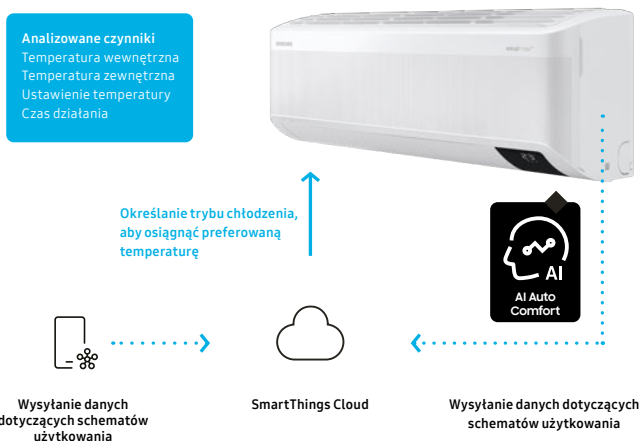 Analizowane czynniki
Temperatura wewnętrzna
Temperatura zewnętrzna
Ustawienie temperatury
Czas działania
SAMSUNG
Określanie trybu chłodzenia,
aby osiągnąć preferowaną
temperaturę
AI
AI Auto
Comfort
Wysyłanie danych
dotyczących schematów
użytkowania
SmartThings Cloud
Wysyłanie danych dotyczących
schematów użytkowania